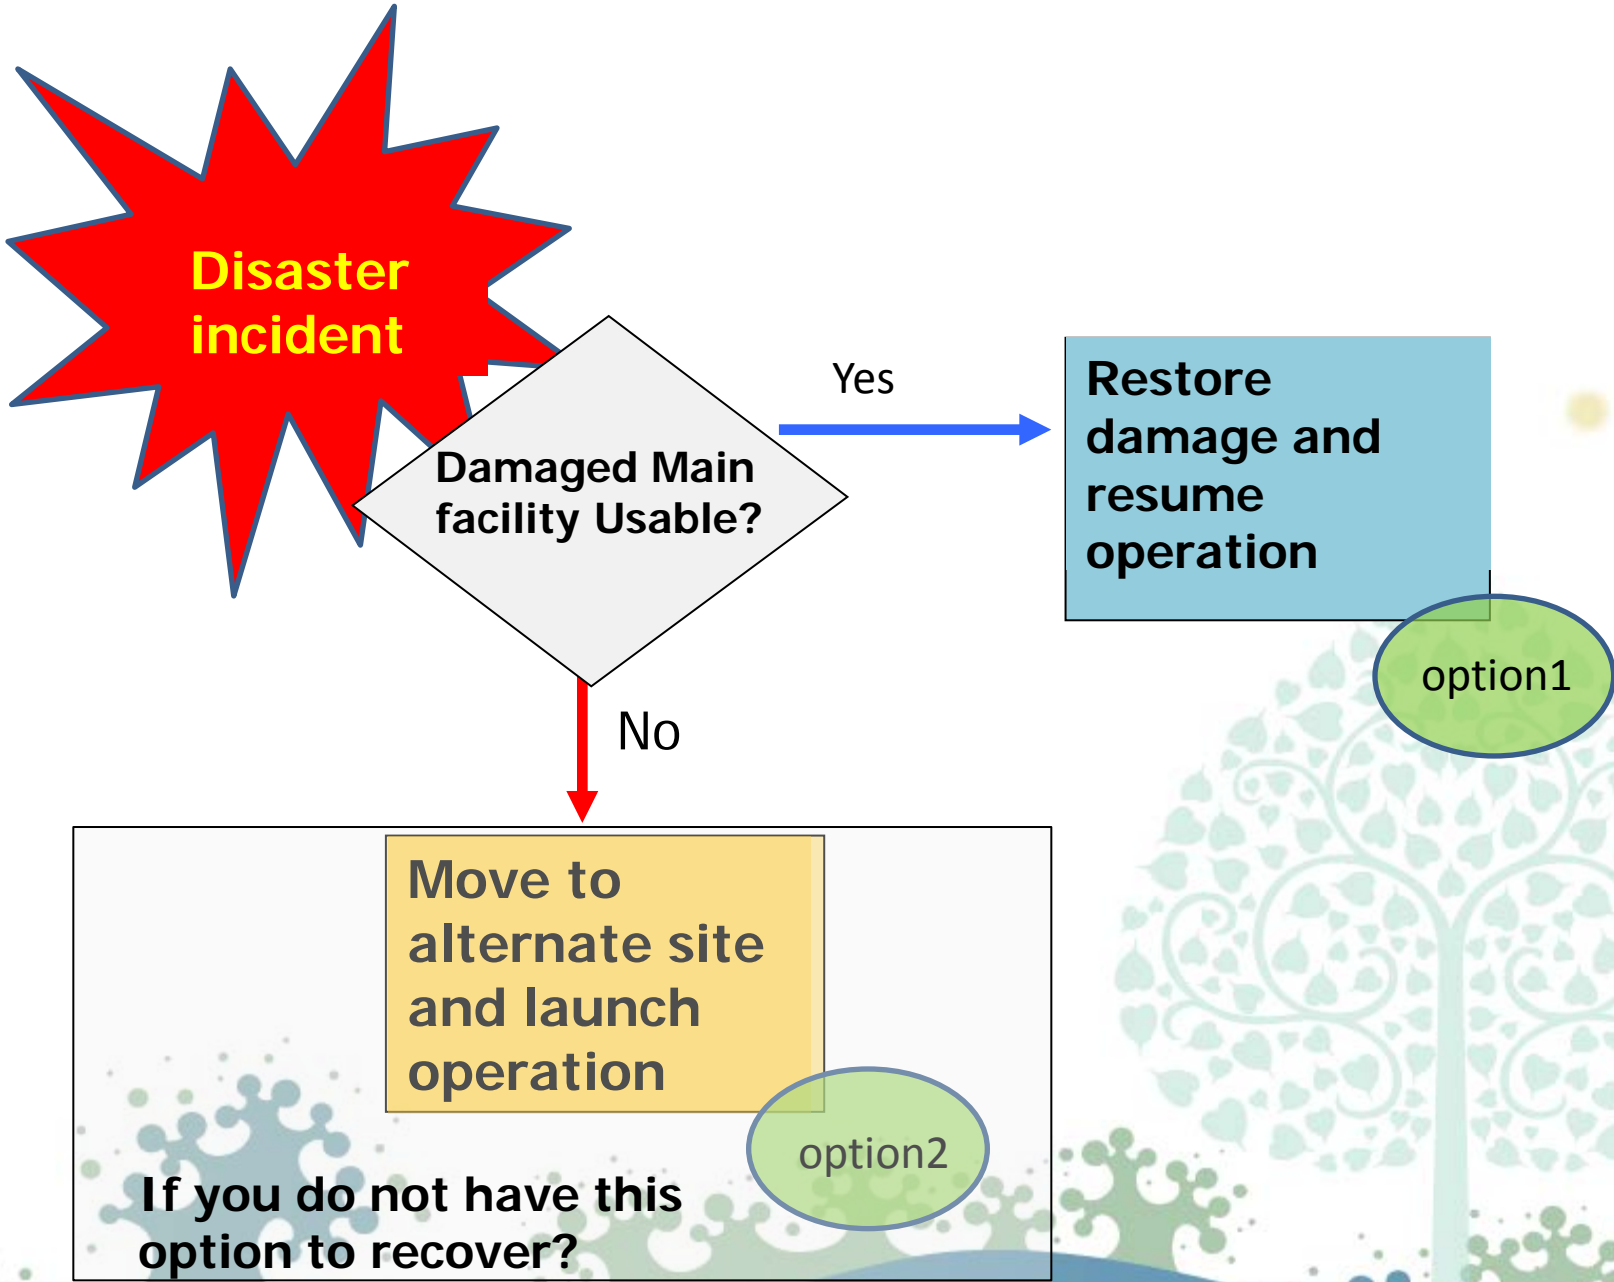 Disaster
incident
Damaged Main
facility Usable?
Yes
Restore
damage and
resume
operation
option1
No
Move to
alternate site
and launch
operation
option2
If you do not have this
option to recover?